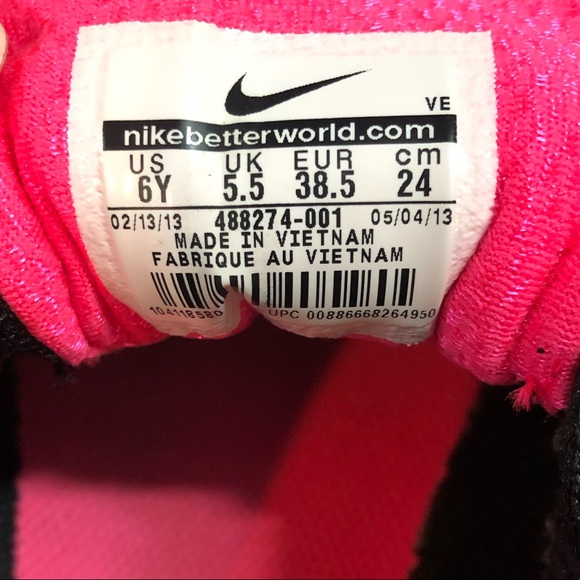 VE
nikebetterworld.com
US UK EUR cm
6Y 5.5 38.5 24
02/13/13 488274-001 05/04/13
MADE IN VIETNAM
FABRIQUE AU VIETNAM
UPC 00886668264950